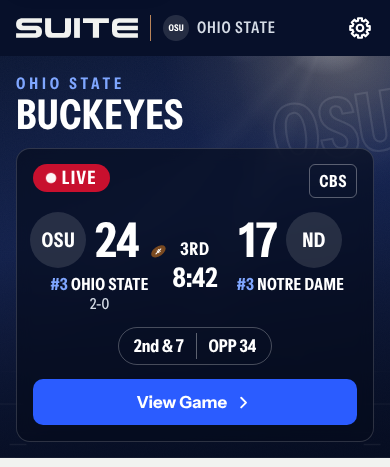 SUITE OSU OHIO STATE
OHIO STATE
BUCKEYES
OSU
LIVE CBS
OSU 24 3RD 17 ND
8:42
#3 OHIO STATE #3 NOTRE DAME
2-0
2nd & 7 OPP 34
View Game